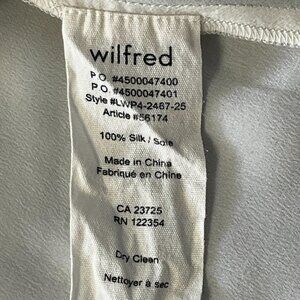 wilfred
P.O. #4500047400
P.O. #4500047401
Style #LWP4-2487-25
Article #56174
100% Silk / Soie
Made in China
Fabriqué en Chine
CA 23725
RN 122354
Dry Clean
Nettoyer à sec